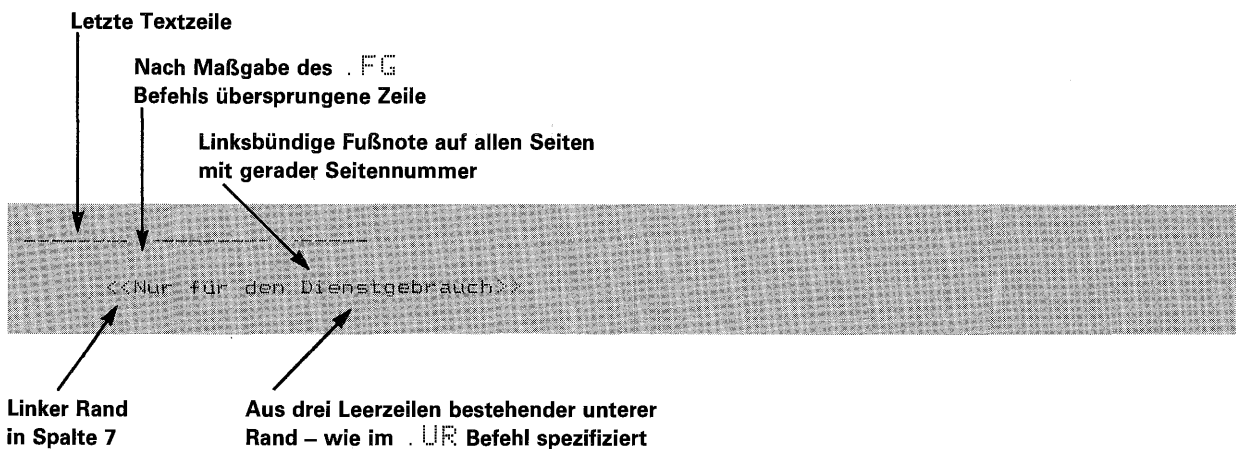 Letzte Textzeile
Nach Maßgabe des .FG
Befehls übersprungene Zeile
Linksbündige Fußnote auf allen Seiten
mit gerader Seitennummer
<<Nur für den Dienstgebrauch>>
Linker Rand
in Spalte 7
Aus drei Leerzeilen bestehender unterer
Rand – wie im .UR Befehl spezifiziert